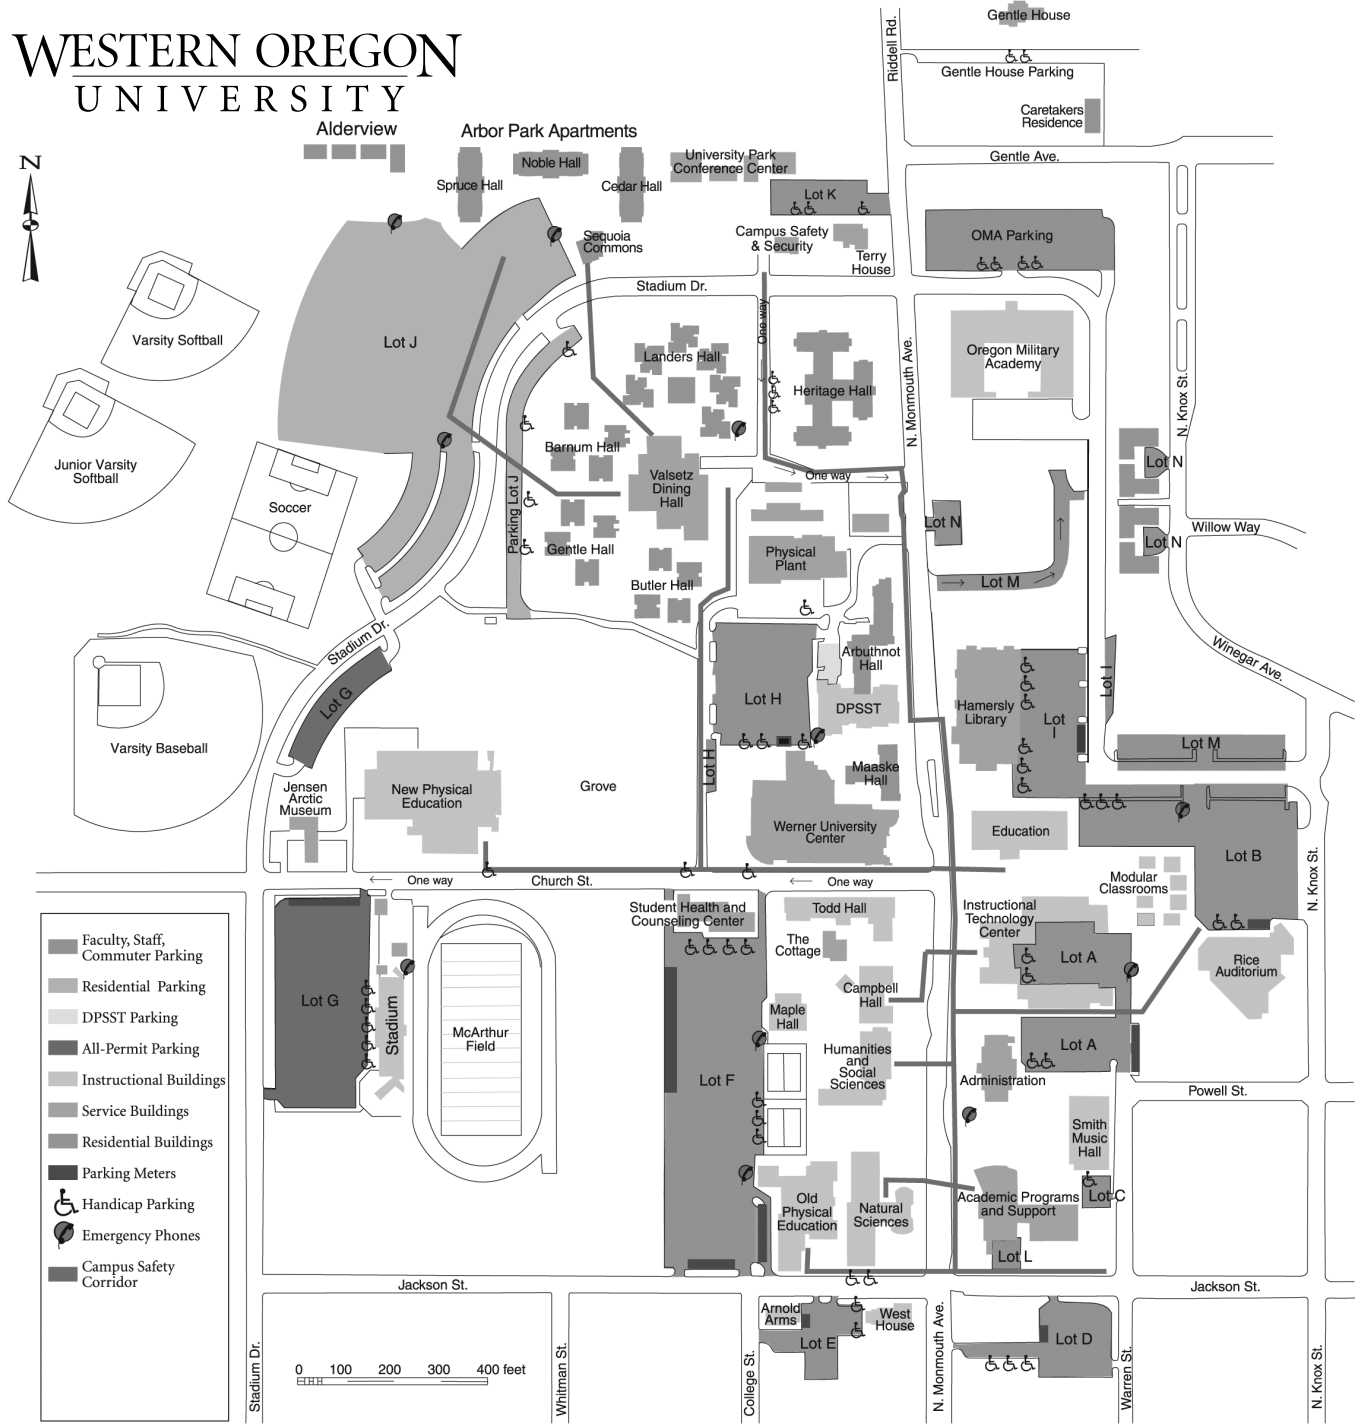 WESTERN OREGON
UNIVERSITY
N
Gentle House
Riddell Rd.
Gentle House Parking
Caretakers
Residence
Gentle Ave.
Alderview
Arbor Park Apartments
Spruce Hall
Noble Hall
Cedar Hall
University Park
Conference Center
Lot K
Campus Safety
& Security
Terry
House
OMA Parking
Sequoia
Commons
Stadium Dr.
One way
Varsity Softball
Lot J
Landers Hall
Heritage Hall
N. Monmouth Ave.
Oregon Military
Academy
N. Knox St.
Junior Varsity
Softball
Soccer
Barnum Hall
Valsetz
Dining
Hall
One way
Lot N
Lot N
Lot N
Willow Way
Parking Lot J
Gentle Hall
Butler Hall
Physical
Plant
Lot M
Winegar Ave.
Stadium Dr.
Arbuthnot
Hall
Lot G
Lot H
DPSST
Hamersly
Library
Lot
I
Lot I
Varsity Baseball
Lot H
Maaske
Hall
Lot M
Jensen
Arctic
Museum
New Physical
Education
Grove
Werner University
Center
Education
Lot B
N. Knox St.
Modular
Classrooms
One way
Church St.
One way
Student Health and
Counseling Center
Todd Hall
Instructional
Technology
Center
The
Cottage
Lot A
Rice
Auditorium
Campbell
Hall
Lot G
Stadium
McArthur
Field
Maple
Hall
Humanities
and
Social
Sciences
Lot A
Lot F
Administration
Powell St.
Smith
Music
Hall
Old
Physical
Education
Natural
Sciences
Academic Programs
and Support
Lot C
Lot L
Jackson St.
Jackson St.
Arnold
Arms
West
House
Lot E
Lot D
Stadium Dr.
Whitman St.
College St.
N. Monmouth Ave.
Warren St.
N. Knox St.
0 100 200 300 400 feet
Faculty, Staff,
Commuter Parking
Residential Parking
DPSST Parking
All-Permit Parking
Instructional Buildings
Service Buildings
Residential Buildings
Parking Meters
Handicap Parking
Emergency Phones
Campus Safety
Corridor